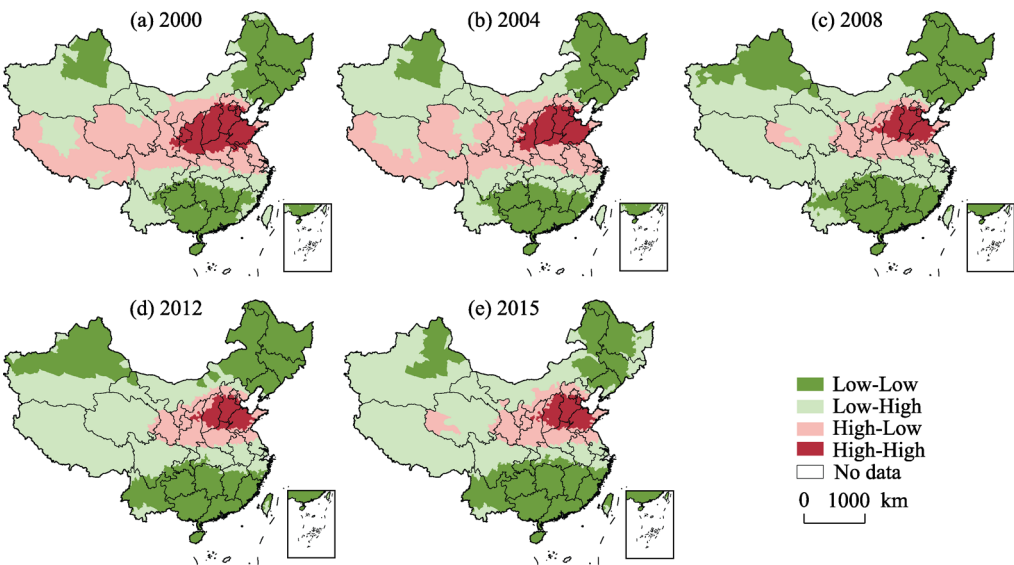 (a) 2000
(b) 2004
(c) 2008
(d) 2012
(e) 2015
Low-Low
Low-High
High-Low
High-High
No data
0 1000 km